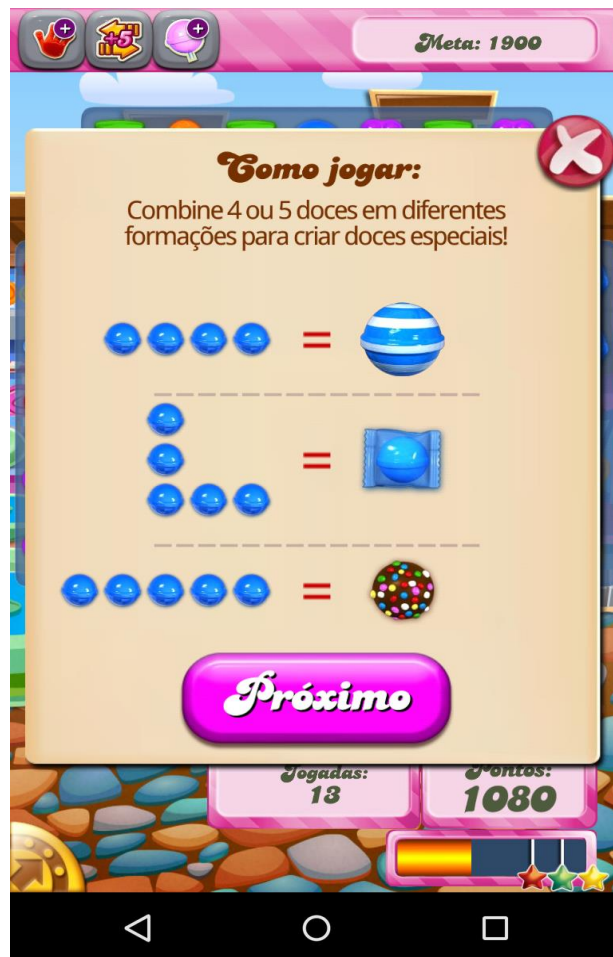 +5
Meta: 1900
Como jogar:
Combine 4 ou 5 doces em diferentes
formações para criar doces especiais!
=
=
=
Próximo
Jogadas:
13
Pontos:
1080